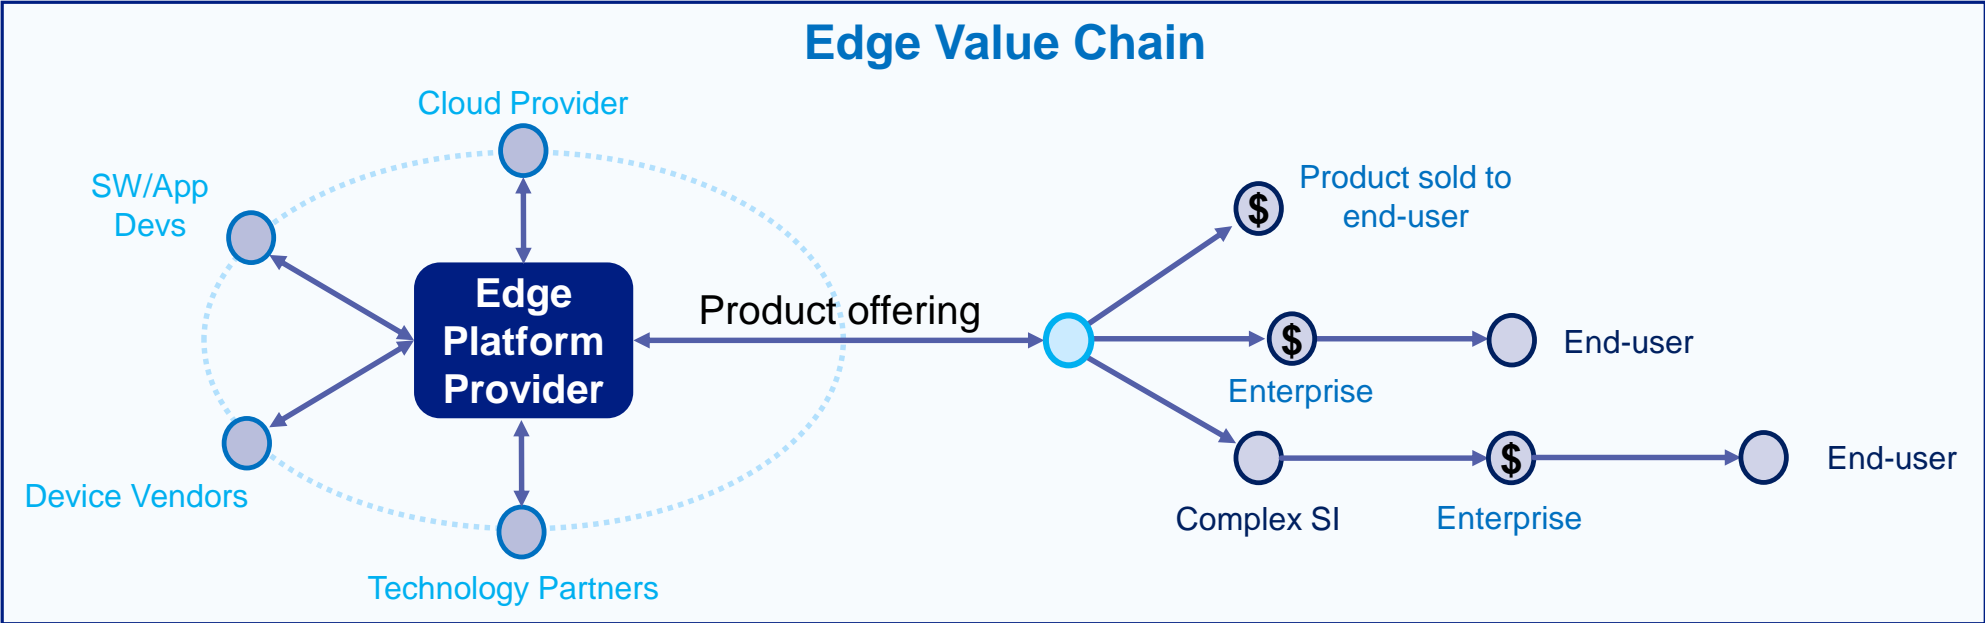 Edge Value Chain
Cloud Provider
SW/App
Devs
Edge
Platform
Provider
Device Vendors
Technology Partners
Product offering
$
Product sold to
end-user
$
Enterprise
End-user
Complex SI
$
Enterprise
End-user